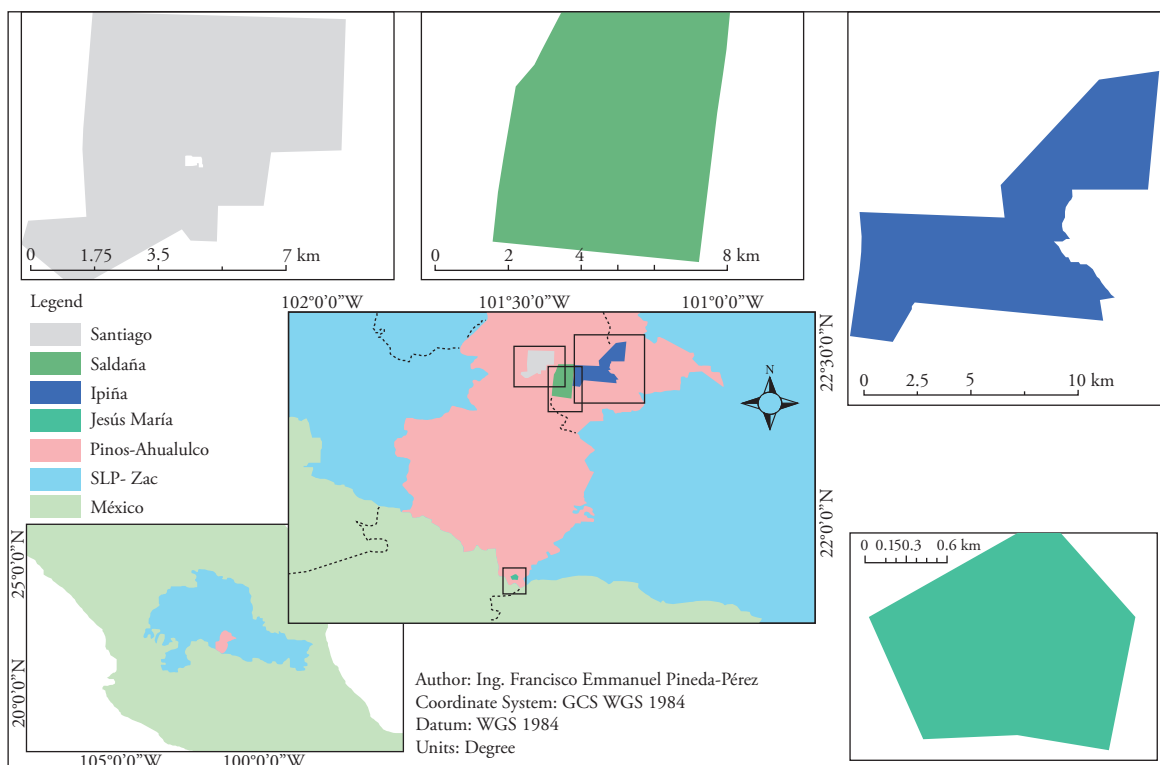 0 1.75 3.5 7 km
0 2 4 8 km
0 2.5 5 10 km
Legend
Santiago
Saldaña
Ipiña
Jesús María
Pinos-Ahualulco
SLP- Zac
México
102°0'0"W 101°30'0"W 101°0'0"W
22°30'0"N
22°0'0"N
N
25°0'0"N
20°0'0"N
105°0'0"W 100°0'0"W
0 0.150.3 0.6 km
Author: Ing. Francisco Emmanuel Pineda-Pérez
Coordinate System: GCS WGS 1984
Datum: WGS 1984
Units: Degree